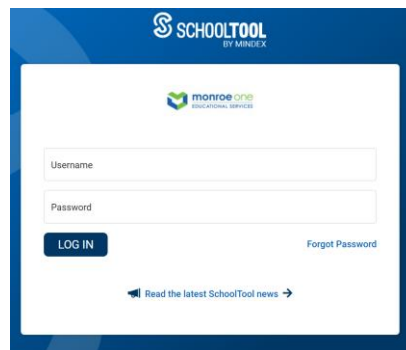 SCHOOLTOOL
BY MINDEX
monroe one
EDUCATIONAL SERVICES
Username
Password
LOG IN
Forgot Password
Read the latest SchoolTool news →